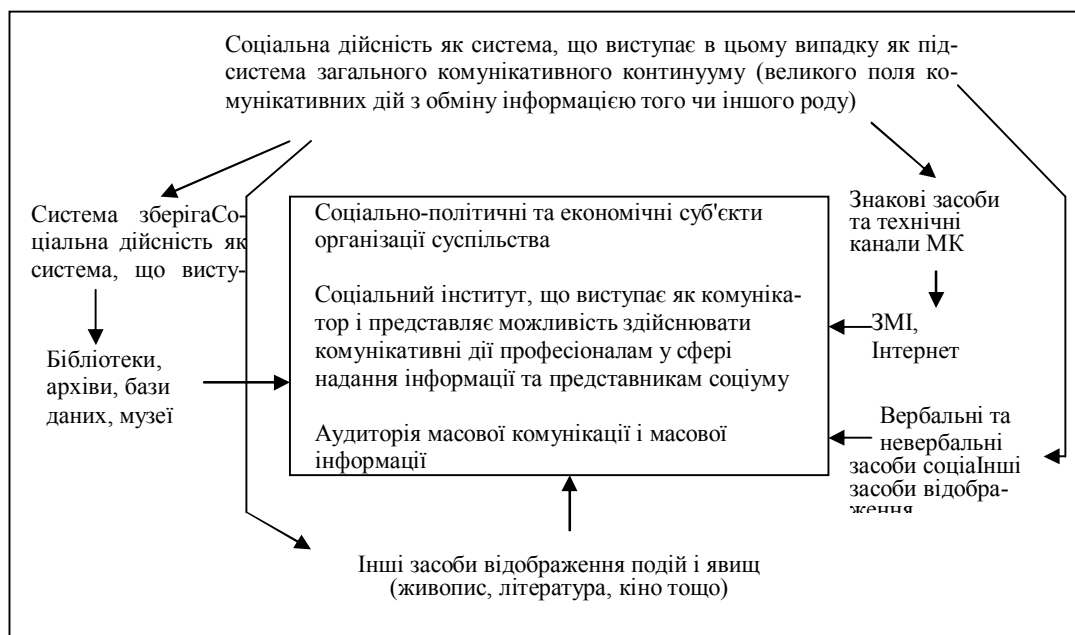 Соціальна дійсність як система, що виступає в цьому випадку як під-
система загального комунікативного континууму (великого поля ко-
мунікативних дій з обміну інформацією того чи іншого роду)
Система зберігаСо-
ціальна дійсність як
система, що висту-
Бібліотеки,
архіви, бази
даних, музеї
Соціально-політичні та економічні суб'єкти
організації суспільства
Соціальний інститут, що виступає як комуніка-
тор і представляє можливість здійснювати
комунікативні дії професіоналам у сфері
надання інформації та представникам соціуму
Аудиторія масової комунікації і масової
інформації
Знакові засоби
та технічні
канали МК
ЗМІ,
Інтернет
Вербальні та
невербальні
засоби соціаІнші
засоби відобра-
ження
Інші засоби відображення подій і явищ
(живопис, література, кіно тощо)